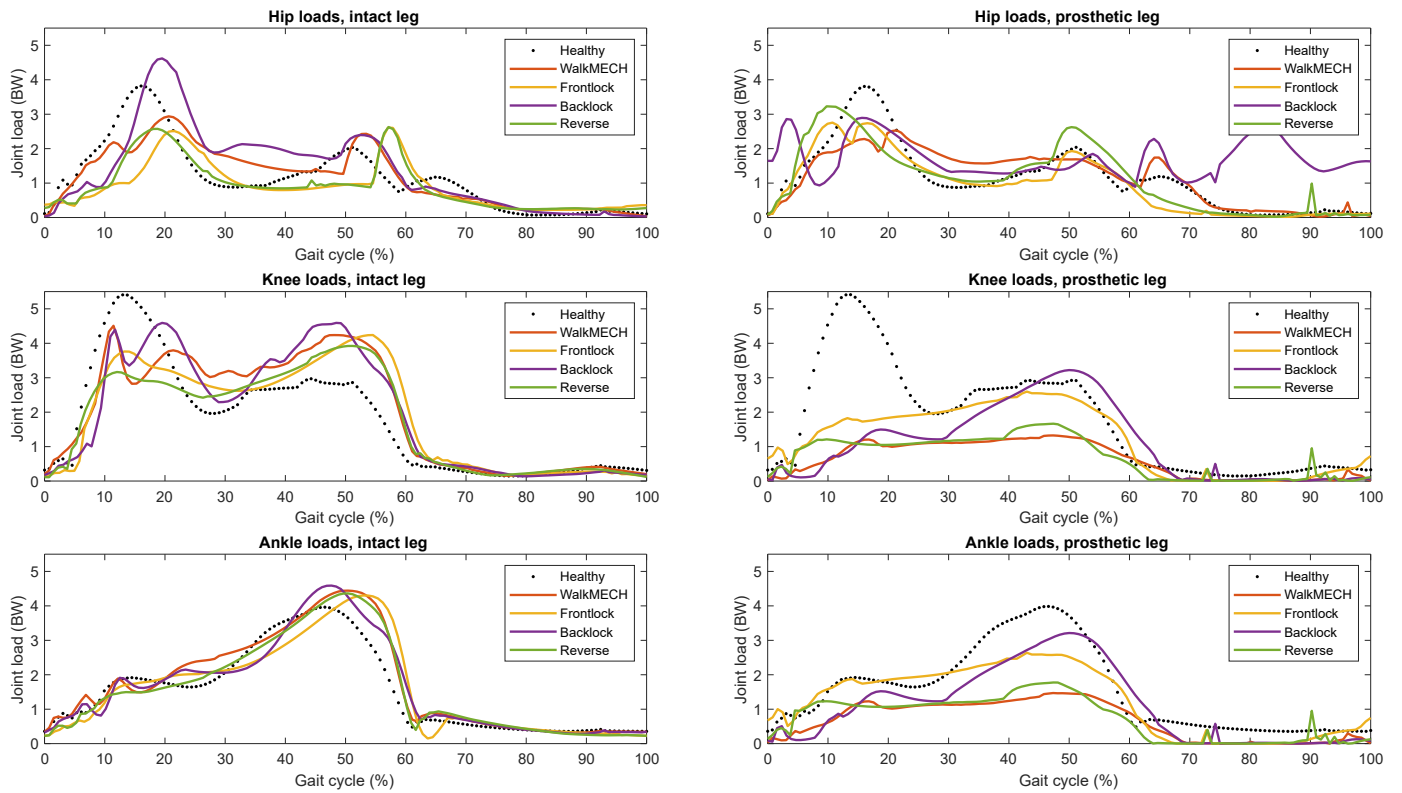 Hip loads, intact leg
Joint load (BW)
5
4
3
2
1
0
Healthy
WalkMECH
Frontlock
Backlock
Reverse
0 10 20 30 40 50 60 70 80 90 100
Gait cycle (%)
Hip loads, prosthetic leg
Joint load (BW)
5
4
3
2
1
0
Healthy
WalkMECH
Frontlock
Backlock
Reverse
0 10 20 30 40 50 60 70 80 90 100
Gait cycle (%)
Knee loads, intact leg
Joint load (BW)
5
4
3
2
1
0
Healthy
WalkMECH
Frontlock
Backlock
Reverse
0 10 20 30 40 50 60 70 80 90 100
Gait cycle (%)
Knee loads, prosthetic leg
Joint load (BW)
5
4
3
2
1
0
Healthy
WalkMECH
Frontlock
Backlock
Reverse
0 10 20 30 40 50 60 70 80 90 100
Gait cycle (%)
Ankle loads, intact leg
Joint load (BW)
5
4
3
2
1
0
Healthy
WalkMECH
Frontlock
Backlock
Reverse
0 10 20 30 40 50 60 70 80 90 100
Gait cycle (%)
Ankle loads, prosthetic leg
Joint load (BW)
5
4
3
2
1
0
Healthy
WalkMECH
Frontlock
Backlock
Reverse
0 10 20 30 40 50 60 70 80 90 100
Gait cycle (%)